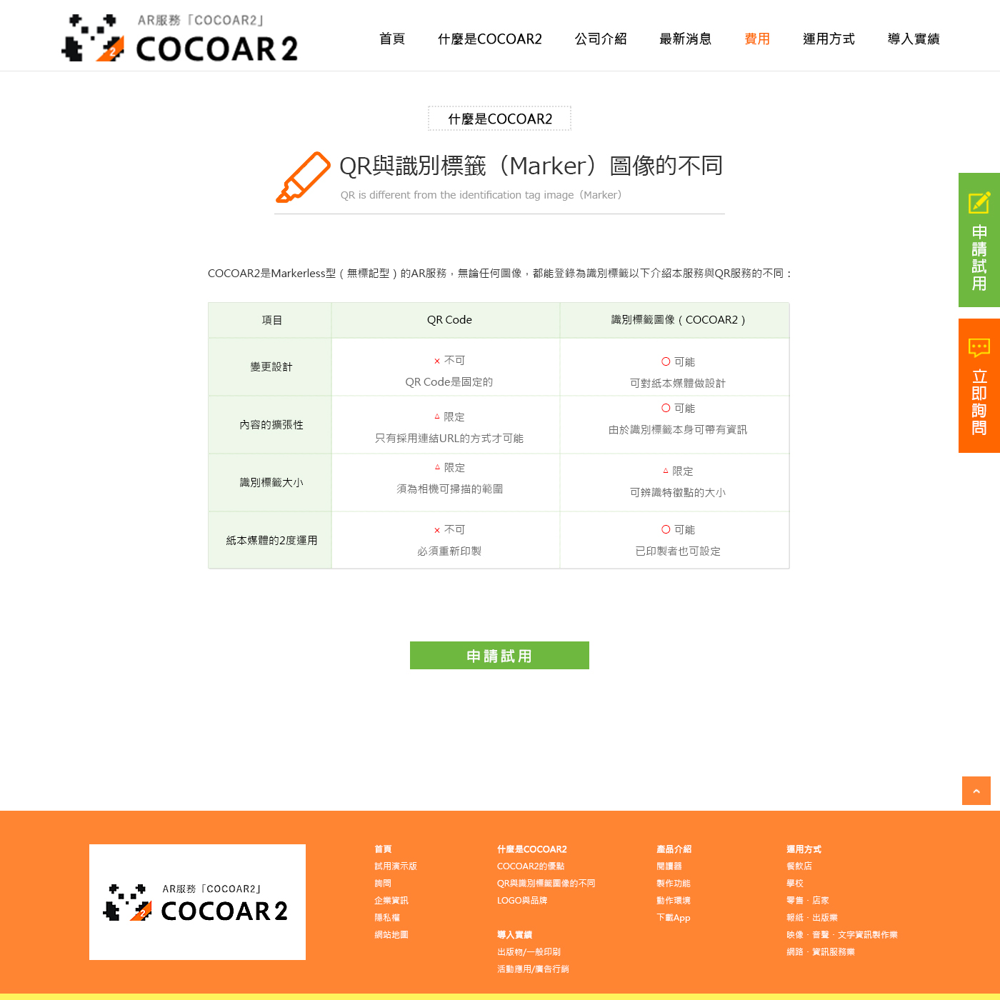 AR服務「COCOAR2」
COCOAR2
首頁 什麼是COCOAR2 公司介紹 最新消息 費用 運用方式 導入實績
什麼是COCOAR2
QR與識別標籤（Marker）圖像的不同
QR is different from the identification tag image（Marker）
COCOAR2是Markerless型（無標記型）的AR服務，無論任何圖像，都能登錄為識別標籤以下介紹本服務與QR服務的不同：
項目 QR Code 識別標籤圖像（COCOAR2）
變更設計
× 不可
QR Code是固定的
○ 可能
可對紙本媒體做設計
內容的擴張性
△ 限定
只有採用連結URL的方式才可能
○ 可能
由於識別標籤本身可帶有資訊
識別標籤大小
△ 限定
須為相機可掃描的範圍
△ 限定
可辨識特徵點的大小
紙本媒體的2度運用
× 不可
必須重新印製
○ 可能
已印製者也可設定
申請試用
申請試用
立即詢問
AR服務「COCOAR2」
COCOAR2
首頁
試用演示版
詢問
企業資訊
隱私權
網站地圖
什麼是COCOAR2
COCOAR2的優點
QR與識別標籤圖像的不同
LOGO與品牌
導入實績
出版物/一般印刷
活動應用/廣告行銷
產品介紹
閱讀器
製作功能
動作環境
下載App
運用方式
餐飲店
學校
零售．店家
報紙．出版業
映像．音聲．文字資訊製作業
網路．資訊服務業